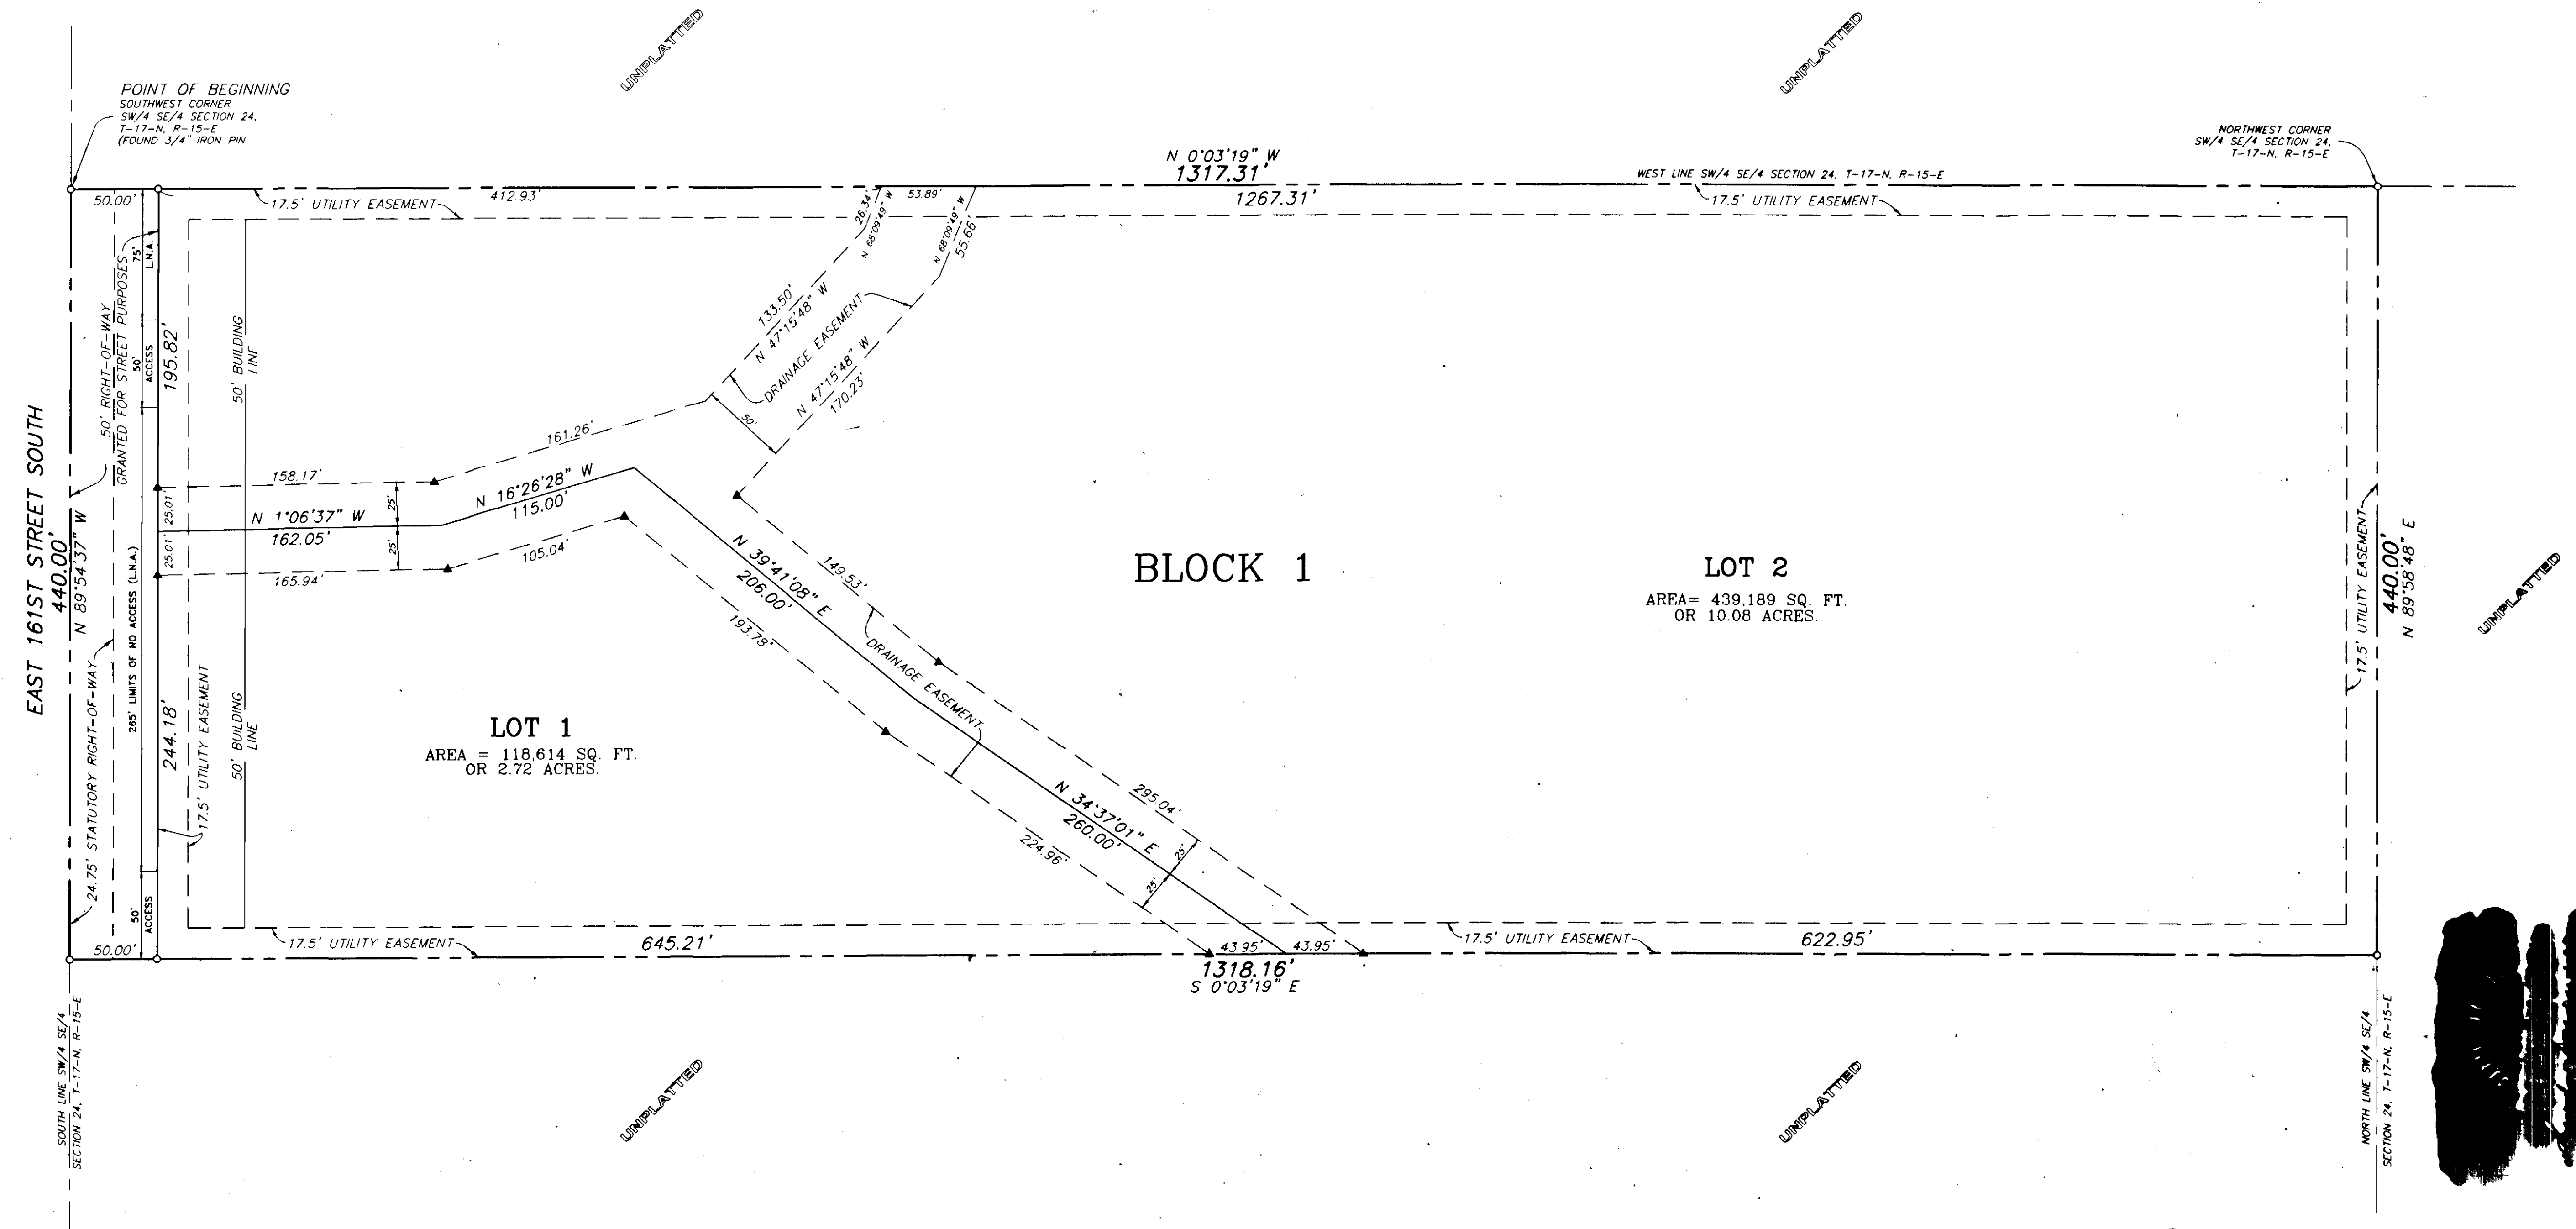 UNPLATTED
UNPLATTED
POINT OF BEGINNING
SOUTHWEST CORNER
SW/4 SE/4 SECTION 24,
T-17-N, R-15-E
(FOUND 3/4" IRON PIN
NORTHWEST CORNER
SW/4 SE/4 SECTION 24,
T-17-N, R-15-E
N 0°03'19" W
1317.31'
WEST LINE SW/4 SE/4 SECTION 24, T-17-N, R-15-E
50.00'
17.5' UTILITY EASEMENT
412.93'
53.89'
1267.31'
17.5' UTILITY EASEMENT
26.34'
N 68°09'49" W
N 68°09'49" W
55.66'
75'
L.N.A.
50' RIGHT-OF-WAY
GRANTED FOR STREET PURPOSES
50'
ACCESS
195.82'
50' BUILDING
LINE
133.50'
N 47°15'48" W
DRAINAGE EASEMENT
N 47°15'48" W
170.23'
50'
161.26'
158.17'
25.01'
25'
N 16°26'28" W
115.00'
N 1°06'37" W
162.05'
25.01'
25'
105.04'
165.94'
EAST 161ST STREET SOUTH
440.00'
N 89°54'37" W
265' LIMITS OF NO ACCESS (L.N.A.)
24.75' STATUTORY RIGHT-OF-WAY
244.18'
17.5' UTILITY EASEMENT
50' BUILDING
LINE
N 39°41'08" E
206.00'
149.53'
193.78'
DRAINAGE EASEMENT
BLOCK 1
LOT 2
AREA= 439,189 SQ. FT.
OR 10.08 ACRES.
17.5' UTILITY EASEMENT
440.00'
N 89°58'48" E
UNPLATTED
LOT 1
AREA = 118,614 SQ. FT.
OR 2.72 ACRES.
N 34°37'01" E
260.00'
295.04'
224.96'
25'
25'
50'
ACCESS
50.00'
17.5' UTILITY EASEMENT
645.21'
43.95'
43.95'
17.5' UTILITY EASEMENT
622.95'
1318.16'
S 0°03'19" E
SOUTH LINE SW/4 SE/4
SECTION 24, T-17-N, R-15-E
NORTH LINE SW/4 SE/4
SECTION 24, T-17-N, R-15-E
UNPLATTED
UNPLATTED